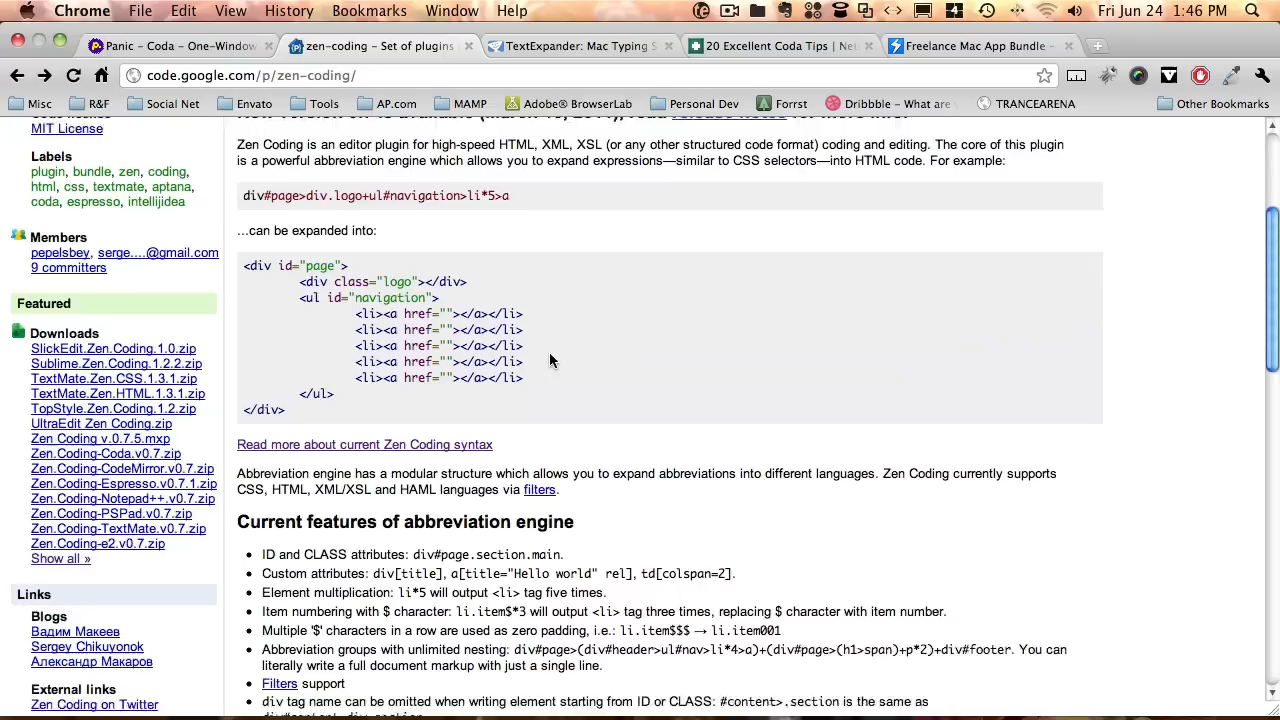 Chrome File Edit View History Bookmarks Window Help Fri Jun 24 1:46 PM
Panic – Coda – One-Window
zen-coding – Set of plugins
TextExpander: Mac Typing S
20 Excellent Coda Tips | Ne
Freelance Mac App Bundle –
code.google.com/p/zen-coding/
Misc R&F Social Net Envato Tools AP.com MAMP Adobe® BrowserLab Personal Dev Forrst Dribbble – What are TRANCEARENA Other Bookmarks
MIT License
Labels
plugin, bundle, zen, coding,
html, css, textmate, aptana,
coda, espresso, intellijidea
Members
pepelsbey, serge....@gmail.com
9 committers
Featured
Downloads
SlickEdit.Zen.Coding.1.0.zip
Sublime.Zen.Coding.1.2.2.zip
TextMate.Zen.CSS.1.3.1.zip
TextMate.Zen.HTML.1.3.1.zip
TopStyle.Zen.Coding.1.2.zip
UltraEdit Zen Coding.zip
Zen Coding v.0.7.5.mxp
Zen.Coding-Coda.v0.7.zip
Zen.Coding-CodeMirror.v0.7.zip
Zen.Coding-Espresso.v0.7.1.zip
Zen.Coding-Notepad++.v0.7.zip
Zen.Coding-PSPad.v0.7.zip
Zen.Coding-TextMate.v0.7.zip
Zen.Coding-e2.v0.7.zip
Show all »
Links
Blogs
Вадим Макеев
Sergey Chikuyonok
Александр Макаров
External links
Zen Coding on Twitter
Zen Coding is an editor plugin for high-speed HTML, XML, XSL (or any other structured code format) coding and editing. The core of this plugin
is a powerful abbreviation engine which allows you to expand expressions—similar to CSS selectors—into HTML code. For example:
div#page>div.logo+ul#navigation>li*5>a
...can be expanded into:
<div id="page">
<div class="logo"></div>
<ul id="navigation">
<li><a href=""></a></li>
<li><a href=""></a></li>
<li><a href=""></a></li>
<li><a href=""></a></li>
<li><a href=""></a></li>
</ul>
</div>
Read more about current Zen Coding syntax
Abbreviation engine has a modular structure which allows you to expand abbreviations into different languages. Zen Coding currently supports
CSS, HTML, XML/XSL and HAML languages via filters.
Current features of abbreviation engine
ID and CLASS attributes: div#page.section.main.
Custom attributes: div[title], a[title="Hello world" rel], td[colspan=2].
Element multiplication: li*5 will output <li> tag five times.
Item numbering with $ character: li.item$*3 will output <li> tag three times, replacing $ character with item number.
Multiple '$' characters in a row are used as zero padding, i.e.: li.item$$$ → li.item001
Abbreviation groups with unlimited nesting: div#page>(div#header>ul#nav>li*4>a)+(div#page>(h1>span)+p*2)+div#footer. You can
literally write a full document markup with just a single line.
Filters support
div tag name can be omitted when writing element starting from ID or CLASS: #content>.section is the same as